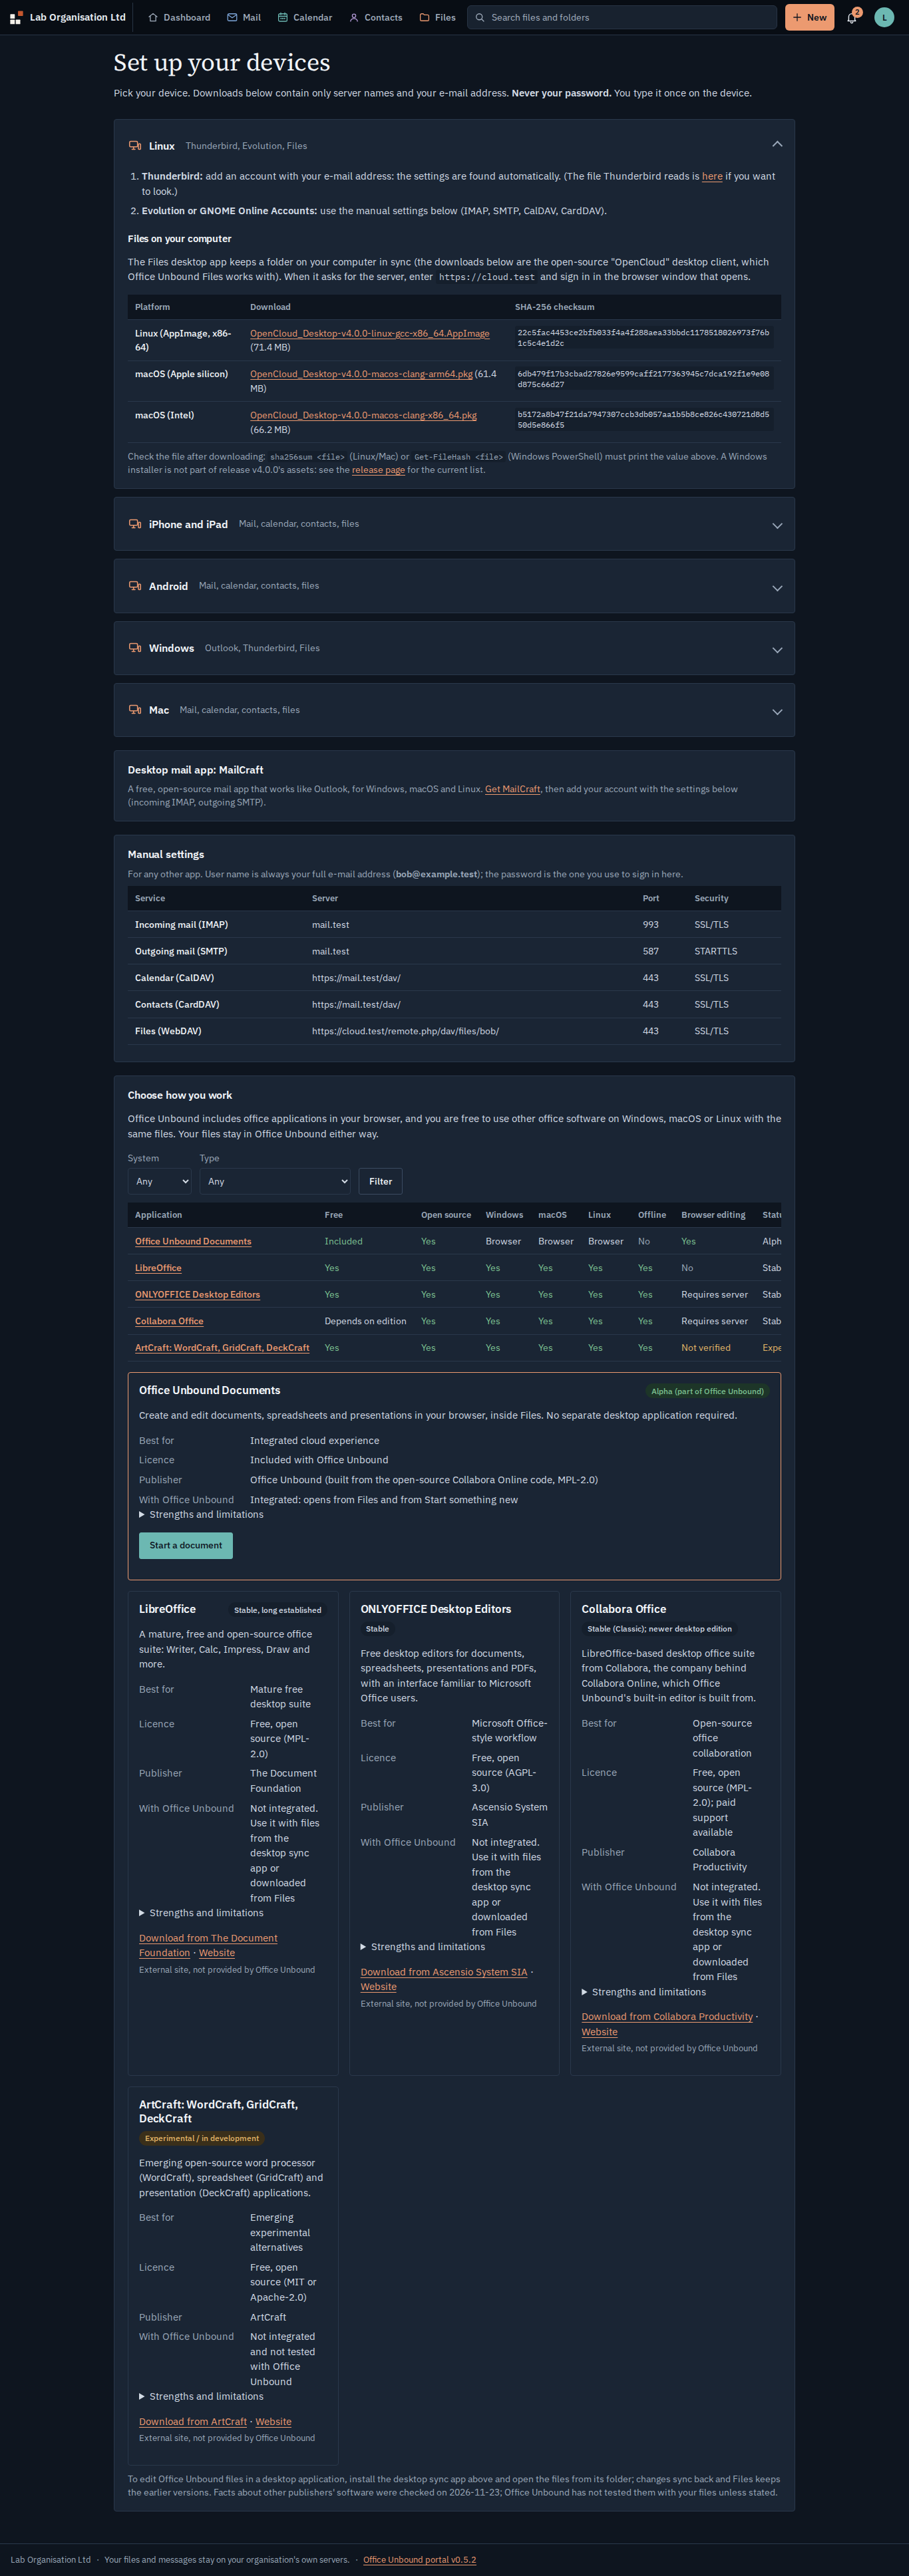 Lab Organisation Ltd
Dashboard
Mail
Calendar
Contacts
Files
Search files and folders
New
2
L
Set up your devices
Pick your device. Downloads below contain only server names and your e-mail address. Never your password. You type it once on the device.
Linux Thunderbird, Evolution, Files
1. Thunderbird: add an account with your e-mail address: the settings are found automatically. (The file Thunderbird reads is here if you want
to look.)
2. Evolution or GNOME Online Accounts: use the manual settings below (IMAP, SMTP, CalDAV, CardDAV).
Files on your computer
The Files desktop app keeps a folder on your computer in sync (the downloads below are the open-source "OpenCloud" desktop client, which
Office Unbound Files works with). When it asks for the server, enter https://cloud.test and sign in in the browser window that opens.
Platform Download SHA-256 checksum
Linux (AppImage, x86- OpenCloud_Desktop-v4.0.0-linux-gcc-x86_64.AppImage 22c5fac4453ce2bfb033f4a4f288aea33bbdc1178518026973f76b
64) (71.4 MB) 1c5c4e1d2c
macOS (Apple silicon) OpenCloud_Desktop-v4.0.0-macos-clang-arm64.pkg (61.4 6db479f17b3cbad27826e9599caff2177363945c7dca192f1e9e08
MB) d875c66d27
macOS (Intel) OpenCloud_Desktop-v4.0.0-macos-clang-x86_64.pkg b5172a8b47f21da7947307ccb3db057aa1b5b8ce826c430721d8d5
(66.2 MB) 50d5e866f5
Check the file after downloading: sha256sum <file> (Linux/Mac) or Get-FileHash <file> (Windows PowerShell) must print the value above. A Windows
installer is not part of release v4.0.0's assets: see the release page for the current list.
iPhone and iPad Mail, calendar, contacts, files
Android Mail, calendar, contacts, files
Windows Outlook, Thunderbird, Files
Mac Mail, calendar, contacts, files
Desktop mail app: MailCraft
A free, open-source mail app that works like Outlook, for Windows, macOS and Linux. Get MailCraft, then add your account with the settings below
(incoming IMAP, outgoing SMTP).
Manual settings
For any other app. User name is always your full e-mail address (bob@example.test); the password is the one you use to sign in here.
Service Server Port Security
Incoming mail (IMAP) mail.test 993 SSL/TLS
Outgoing mail (SMTP) mail.test 587 STARTTLS
Calendar (CalDAV) https://mail.test/dav/ 443 SSL/TLS
Contacts (CardDAV) https://mail.test/dav/ 443 SSL/TLS
Files (WebDAV) https://cloud.test/remote.php/dav/files/bob/ 443 SSL/TLS
Choose how you work
Office Unbound includes office applications in your browser, and you are free to use other office software on Windows, macOS or Linux with the
same files. Your files stay in Office Unbound either way.
System Type
Any Any Filter
Application Free Open source Windows macOS Linux Offline Browser editing Statu
Office Unbound Documents Included Yes Browser Browser Browser No Yes Alph
LibreOffice Yes Yes Yes Yes Yes Yes No Stab
ONLYOFFICE Desktop Editors Yes Yes Yes Yes Yes Yes Requires server Stab
Collabora Office Depends on edition Yes Yes Yes Yes Yes Requires server Stab
ArtCraft: WordCraft, GridCraft, DeckCraft Yes Yes Yes Yes Yes Yes Not verified Expe
Office Unbound Documents Alpha (part of Office Unbound)
Create and edit documents, spreadsheets and presentations in your browser, inside Files. No separate desktop application required.
Best for Integrated cloud experience
Licence Included with Office Unbound
Publisher Office Unbound (built from the open-source Collabora Online code, MPL-2.0)
With Office Unbound Integrated: opens from Files and from Start something new
Strengths and limitations
Start a document
LibreOffice Stable, long established
A mature, free and open-source office
suite: Writer, Calc, Impress, Draw and
more.
Best for Mature free
desktop suite
Licence Free, open
source (MPL-
2.0)
Publisher The Document
Foundation
With Office Unbound Not integrated.
Use it with files
from the
desktop sync
app or
downloaded
from Files
Strengths and limitations
Download from The Document
Foundation · Website
External site, not provided by Office Unbound
ONLYOFFICE Desktop Editors
Stable
Free desktop editors for documents,
spreadsheets, presentations and PDFs,
with an interface familiar to Microsoft
Office users.
Best for Microsoft Office-
style workflow
Licence Free, open
source (AGPL-
3.0)
Publisher Ascensio System
SIA
With Office Unbound Not integrated.
Use it with files
from the
desktop sync
app or
downloaded
from Files
Strengths and limitations
Download from Ascensio System SIA ·
Website
External site, not provided by Office Unbound
Collabora Office
Stable (Classic); newer desktop edition
LibreOffice-based desktop office suite
from Collabora, the company behind
Collabora Online, which Office
Unbound's built-in editor is built from.
Best for Open-source
office
collaboration
Licence Free, open
source (MPL-
2.0); paid
support
available
Publisher Collabora
Productivity
With Office Unbound Not integrated.
Use it with files
from the
desktop sync
app or
downloaded
from Files
Strengths and limitations
Download from Collabora Productivity ·
Website
External site, not provided by Office Unbound
ArtCraft: WordCraft, GridCraft,
DeckCraft
Experimental / in development
Emerging open-source word processor
(WordCraft), spreadsheet (GridCraft) and
presentation (DeckCraft) applications.
Best for Emerging
experimental
alternatives
Licence Free, open
source (MIT or
Apache-2.0)
Publisher ArtCraft
With Office Unbound Not integrated
and not tested
with Office
Unbound
Strengths and limitations
Download from ArtCraft · Website
External site, not provided by Office Unbound
To edit Office Unbound files in a desktop application, install the desktop sync app above and open the files from its folder; changes sync back and Files keeps
the earlier versions. Facts about other publishers' software were checked on 2026-11-23; Office Unbound has not tested them with your files unless stated.
Lab Organisation Ltd · Your files and messages stay on your organisation's own servers. · Office Unbound portal v0.5.2